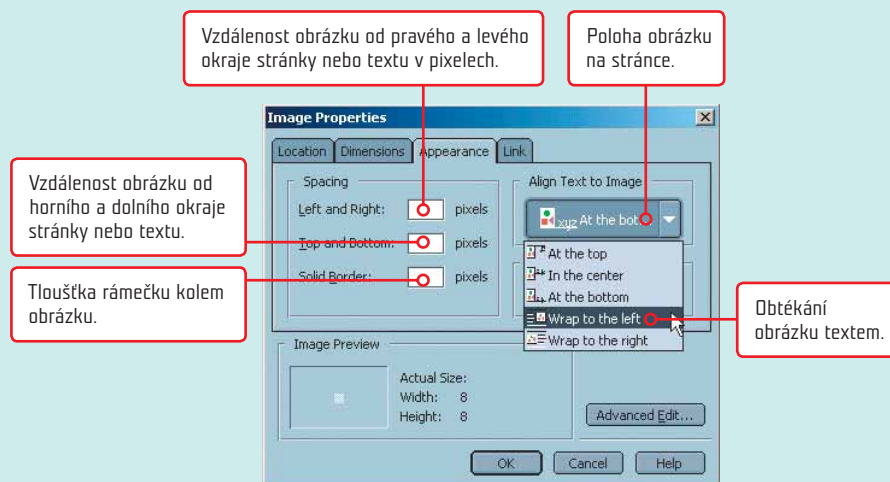 Vzdálenost obrázku od pravého a levého
okraje stránky nebo textu v pixelech.
Poloha obrázku
na stránce.
Vzdálenost obrázku od
horního a dolního okraje
stránky nebo textu.
Tloušťka rámečku kolem
obrázku.
Obtékání
obrázku textem.
Image Properties
Location Dimensions Appearance Link
Spacing
Left and Right: pixels
Top and Bottom: pixels
Solid Border: pixels
Align Text to Image
xyz At the bot...
At the top
In the center
At the bottom
Wrap to the left
Wrap to the right
Image Preview
Actual Size:
Width: 8
Height: 8
Advanced Edit...
OK Cancel Help